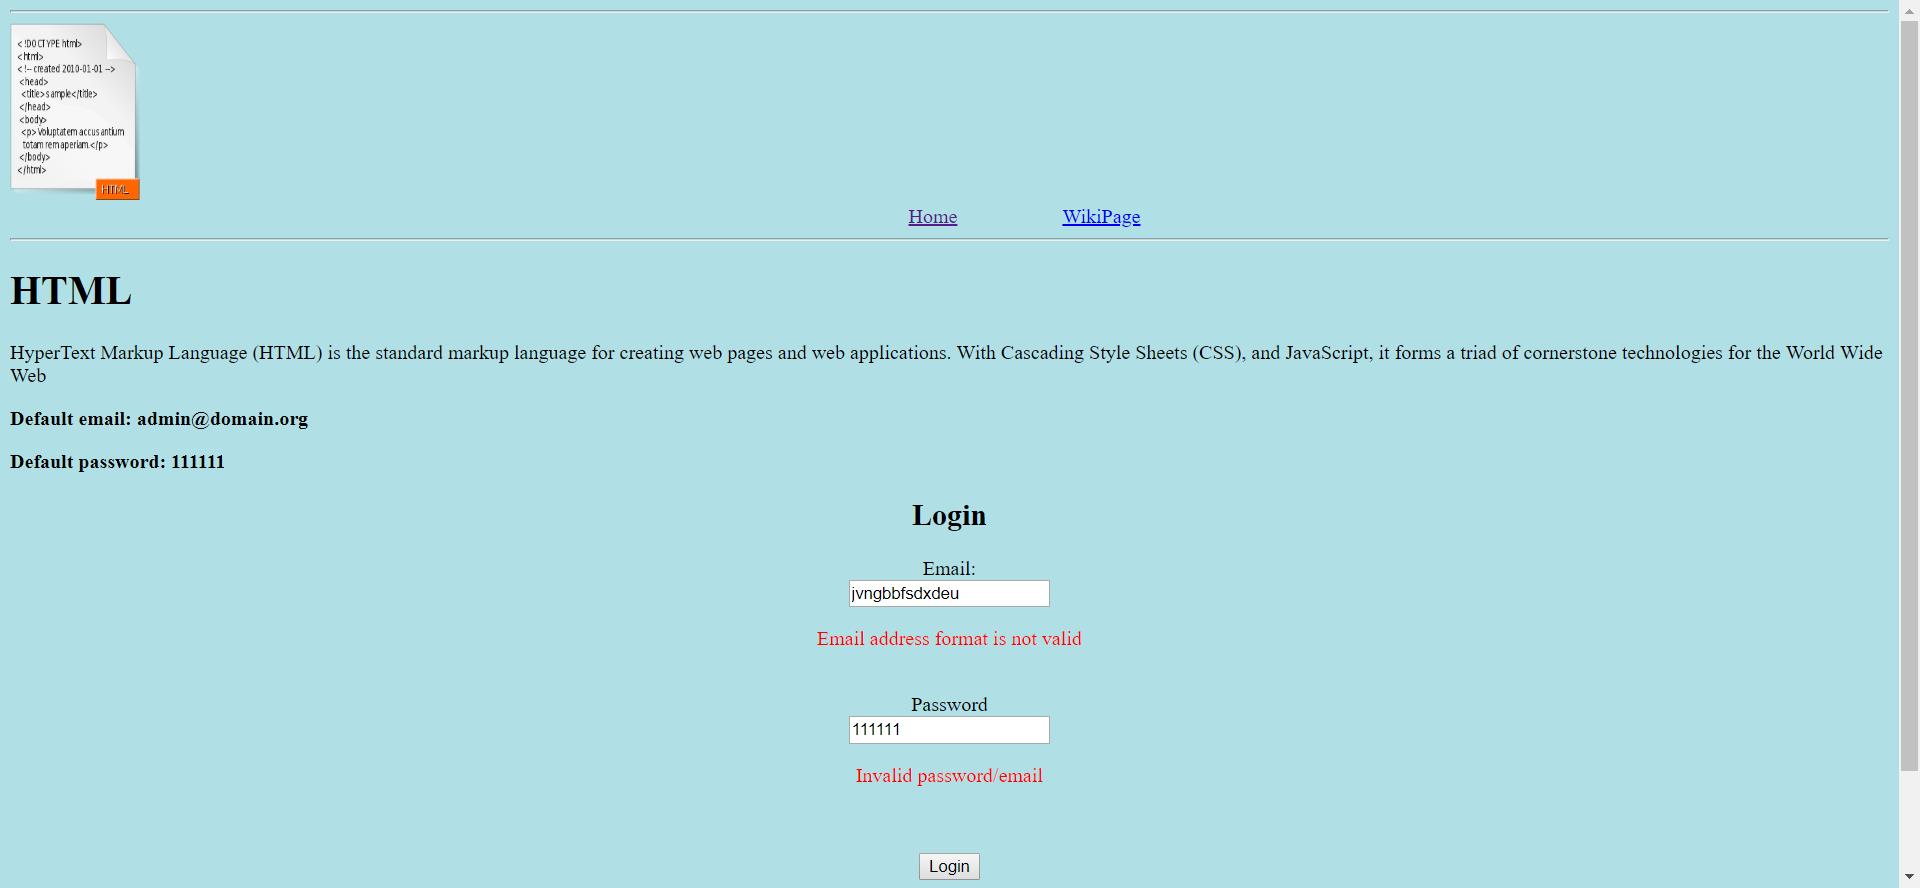 < !DOCTYPE html>
<html>
< !-- created 2010-01-01 -->
<head>
<title>sample</title>
</head>
<body>
<p>Voluptatem accusantium
totam rem aperiam.</p>
</body>
</html>
HTML
Home WikiPage
HTML
HyperText Markup Language (HTML) is the standard markup language for creating web pages and web applications. With Cascading Style Sheets (CSS), and JavaScript, it forms a triad of cornerstone technologies for the World Wide
Web
Default email: admin@domain.org
Default password: 111111
Login
Email:
jvngbbfsdxdeu
Email address format is not valid
Password
111111
Invalid password/email
Login